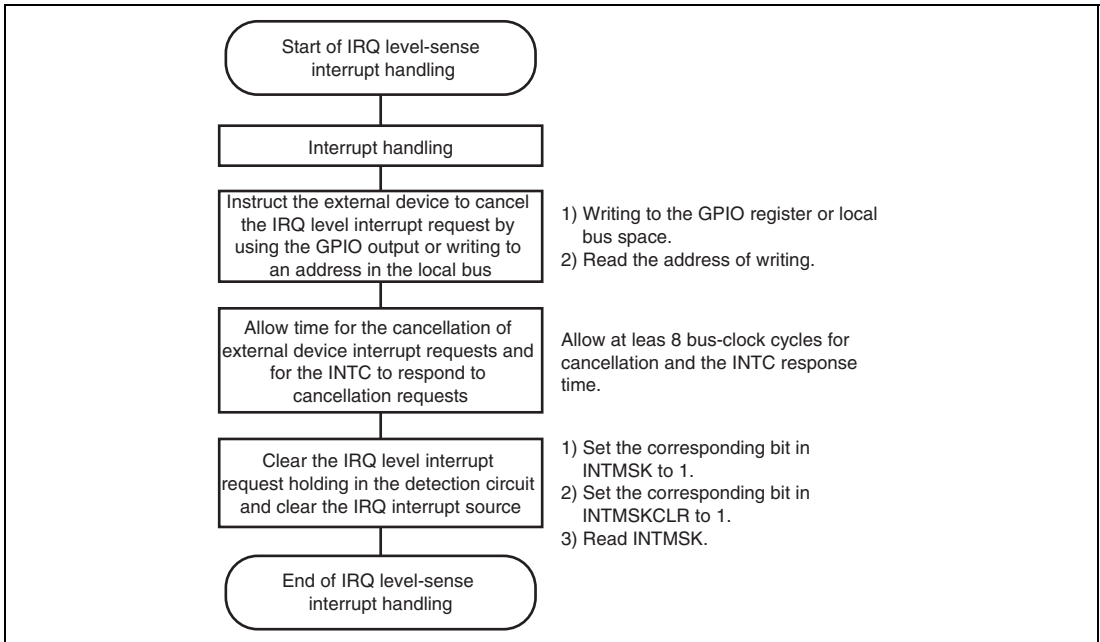 Start of IRQ level-sense
interrupt handling
Interrupt handling
Instruct the external device to cancel
the IRQ level interrupt request by
using the GPIO output or writing to
an address in the local bus
1) Writing to the GPIO register or local
bus space.
2) Read the address of writing.
Allow time for the cancellation of
external device interrupt requests and
for the INTC to respond to
cancellation requests
Allow at leas 8 bus-clock cycles for
cancellation and the INTC response
time.
Clear the IRQ level interrupt
request holding in the detection circuit
and clear the IRQ interrupt source
1) Set the corresponding bit in
INTMSK to 1.
2) Set the corresponding bit in
INTMSKCLR to 1.
3) Read INTMSK.
End of IRQ level-sense
interrupt handling